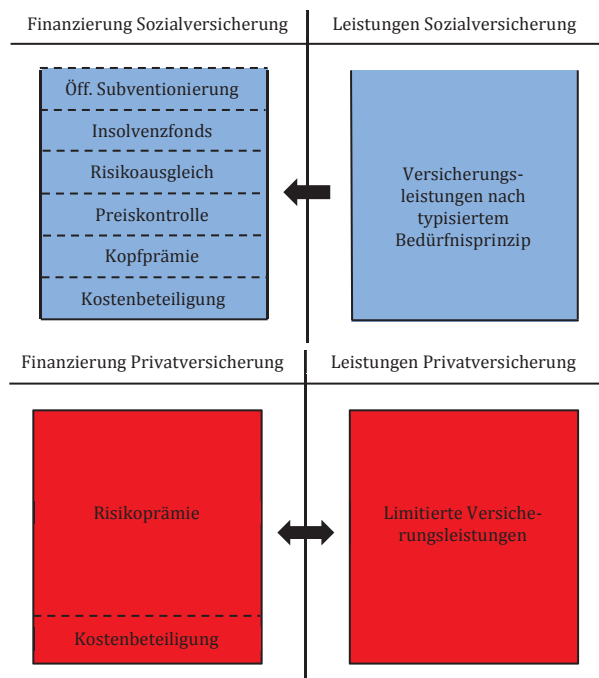 Finanzierung Sozialversicherung
Leistungen Sozialversicherung
Öff. Subventionierung
Insolvenzfonds
Risikoausgleich
Preiskontrolle
Kopfprämie
Kostenbeteiligung
Versicherungs-
leistungen nach
typisiertem
Bedürfnisprinzip
Finanzierung Privatversicherung
Leistungen Privatversicherung
Risikoprämie
Kostenbeteiligung
Limitierte Versiche-
rungsleistungen